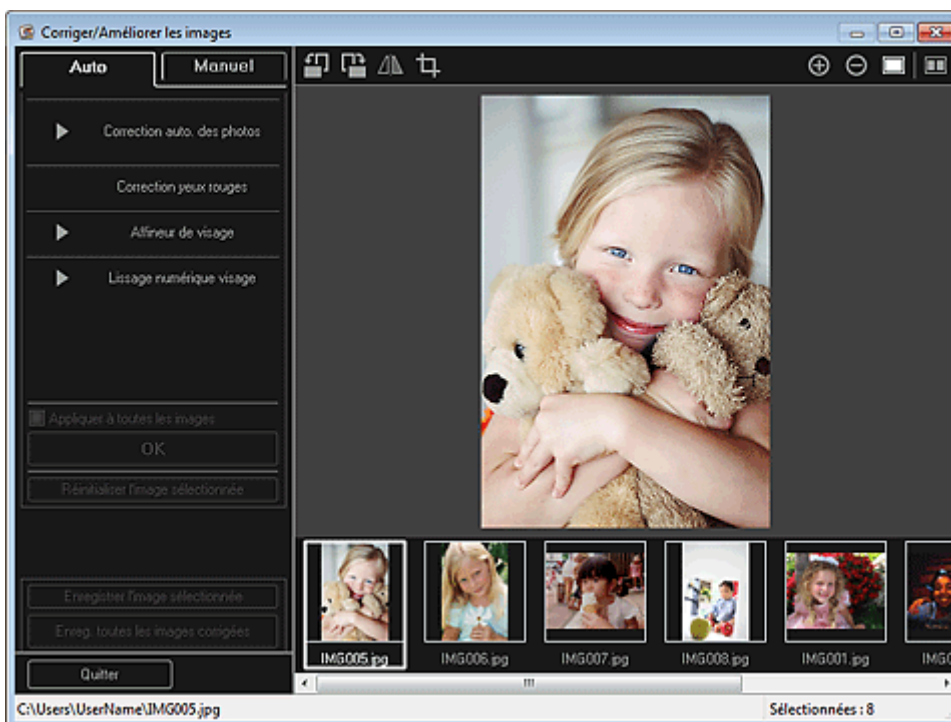 Corriger/Améliorer les images
Auto
Manuel
Correction auto. des photos
Correction yeux rouges
Affineur de visage
Lissage numérique visage
Appliquer à toutes les images
OK
Réinitialiser l'image sélectionnée
Enregistrer l'image sélectionnée
Enreg. toutes les images corrigées
Quitter
IMG005.jpg
IMG006.jpg
IMG007.jpg
IMG008.jpg
IMG001.jpg
C:\Users\UserName\IMG005.jpg
Sélectionnées : 8